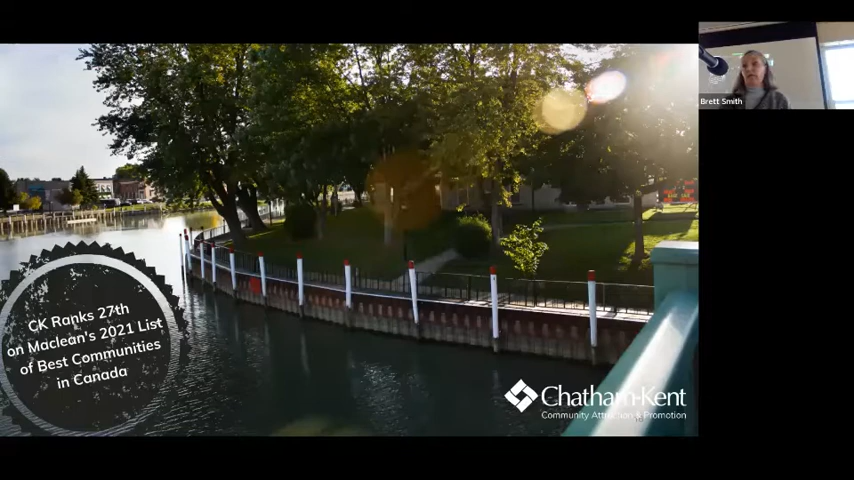 Brett Smith
CK Ranks 27th
on Maclean's 2021 List
of Best Communities
in Canada
Chatham-Kent
Community Attraction & Promotion